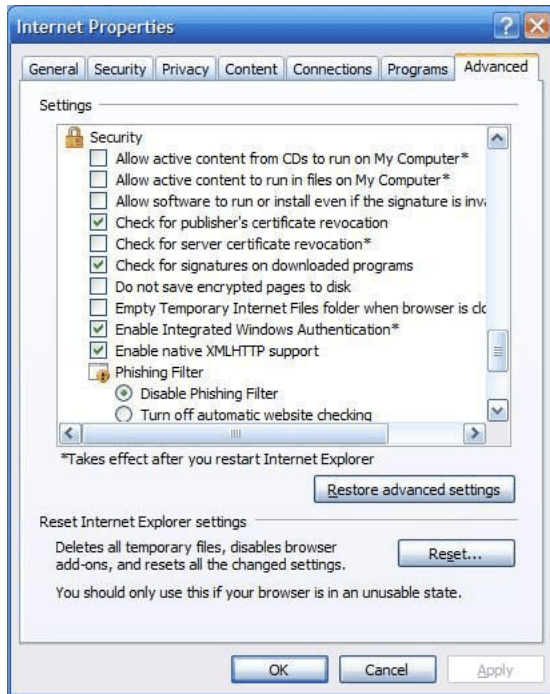 Internet Properties
General Security Privacy Content Connections Programs Advanced
Settings
Security
Allow active content from CDs to run on My Computer*
Allow active content to run in files on My Computer*
Allow software to run or install even if the signature is inva
Check for publisher's certificate revocation
Check for server certificate revocation*
Check for signatures on downloaded programs
Do not save encrypted pages to disk
Empty Temporary Internet Files folder when browser is clo
Enable Integrated Windows Authentication*
Enable native XMLHTTP support
Phishing Filter
Disable Phishing Filter
Turn off automatic website checking
*Takes effect after you restart Internet Explorer
Restore advanced settings
Reset Internet Explorer settings
Deletes all temporary files, disables browser
add-ons, and resets all the changed settings.
Reset...
You should only use this if your browser is in an unusable state.
OK Cancel Apply